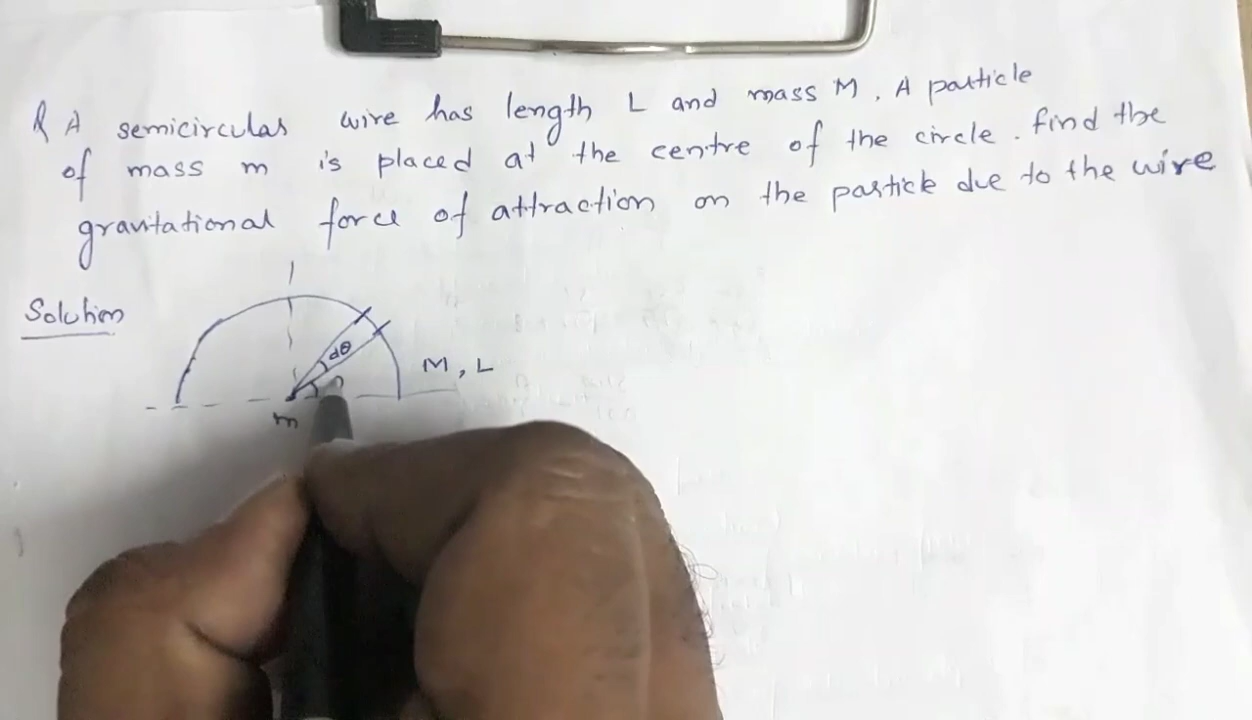 Q A semicircular wire has length L and mass M. A particle
of mass m is placed at the centre of the circle. find the
gravitational force of attraction on the particle due to the wire
Solution
dθ
M, L
m